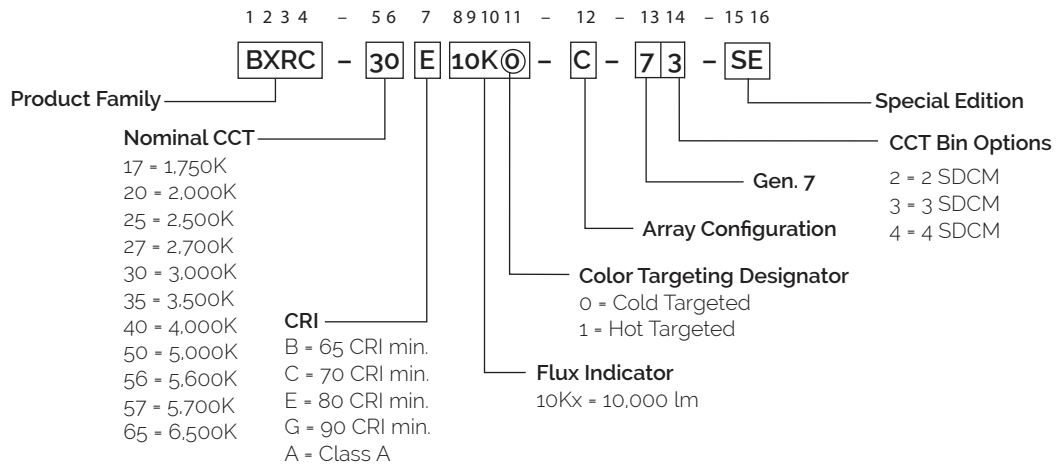 1 2 3 4 – 5 6 7 8 9 10 11 – 12 – 13 14 – 15 16
BXRC – 30 E 10K0 – C – 7 3 – SE
Product Family
Special Edition
Nominal CCT
17 = 1,750K
20 = 2,000K
25 = 2,500K
27 = 2,700K
30 = 3,000K
35 = 3,500K
40 = 4,000K
50 = 5,000K
56 = 5,600K
57 = 5,700K
65 = 6,500K
CRI
B = 65 CRI min.
C = 70 CRI min.
E = 80 CRI min.
G = 90 CRI min.
A = Class A
Flux Indicator
10Kx = 10,000 lm
Color Targeting Designator
0 = Cold Targeted
1 = Hot Targeted
Array Configuration
Gen. 7
CCT Bin Options
2 = 2 SDCM
3 = 3 SDCM
4 = 4 SDCM